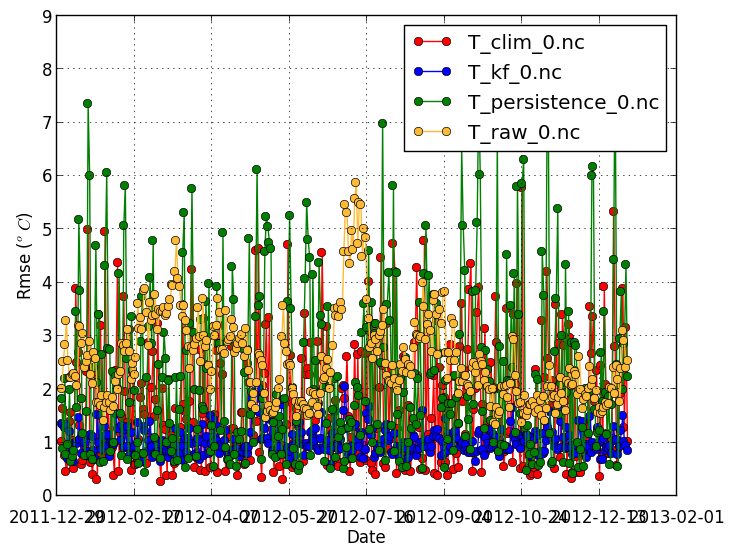 9
8
7
6
5
4
3
2
1
0
Rmse (° C)
T_clim_0.nc
T_kf_0.nc
T_persistence_0.nc
T_raw_0.nc
2011-12-29 2012-02-17 2012-04-07 2012-05-27 2012-07-16 2012-09-04 2012-10-24 2012-12-13 2013-02-01
Date